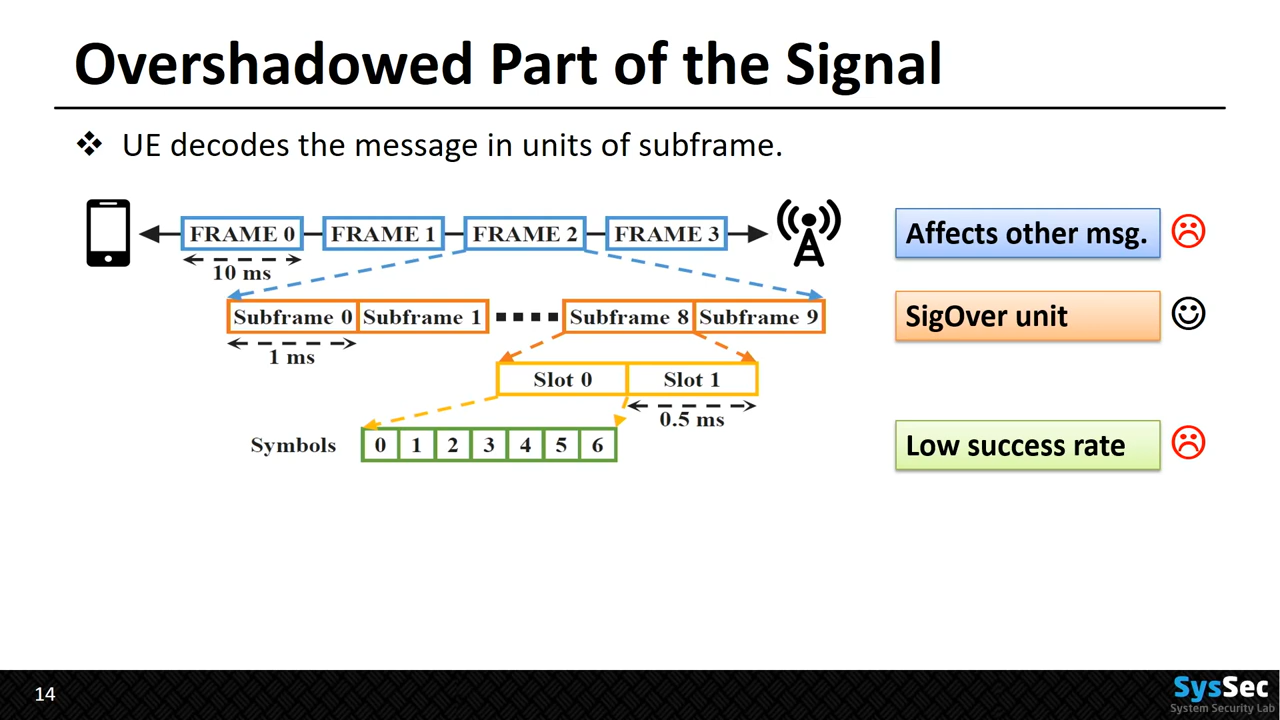 Overshadowed Part of the Signal
❖ UE decodes the message in units of subframe.
FRAME 0 FRAME 1 FRAME 2 FRAME 3
Affects other msg.
10 ms
Subframe 0 Subframe 1 Subframe 8 Subframe 9
SigOver unit
1 ms
Slot 0 Slot 1
0.5 ms
Symbols 0 1 2 3 4 5 6
Low success rate
14
SysSec
System Security Lab